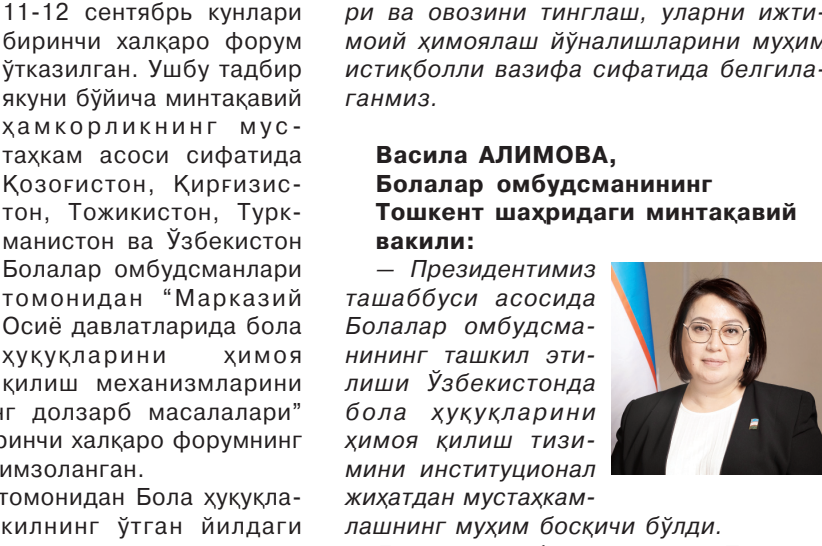 11-12 сентябрь кунлари
биринчи халқаро форум
ўтказилган. Ушбу тадбир
якуни бўйича минтақавий
ҳамкорликнинг мус-
таҳкам асоси сифатида
Қозоғистон, Қирғизис-
тон, Тожикистон, Турк-
манистон ва Ўзбекистон
Болалар омбудсманлари
томонидан “Марказий
Осиё давлатларида бола
ҳуқуқларини ҳимоя
қилиш механизмларини
нг долзарб масалалари”
ринчи халқаро форумнинг
имзоланган.
томонидан Бола ҳуқуқла-
килнинг ўтган йилдаги
ри ва овозини тинглаш, уларни ижти-
моий ҳимоялаш йўналишларини муҳим
истиқболли вазифа сифатида белгила-
ганмиз.
Васила АЛИМОВА,
Болалар омбудсманининг
Тошкент шаҳридаги минтақавий
вакили:
— Президентимиз
ташаббуси асосида
Болалар омбудсма-
нининг ташкил эти-
лиши Ўзбекистонда
бола ҳуқуқларини
ҳимоя қилиш тизи-
мини институционал
жиҳатдан мустаҳкам-
лашнинг муҳим босқичи бўлди.